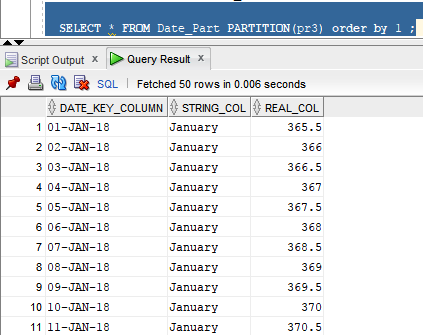 SELECT * FROM Date_Part PARTITION(pr3) order by 1 ;
Script Output x Query Result x
SQL | Fetched 50 rows in 0.006 seconds
DATE_KEY_COLUMN STRING_COL REAL_COL
1 01-JAN-18 January 365.5
2 02-JAN-18 January 366
3 03-JAN-18 January 366.5
4 04-JAN-18 January 367
5 05-JAN-18 January 367.5
6 06-JAN-18 January 368
7 07-JAN-18 January 368.5
8 08-JAN-18 January 369
9 09-JAN-18 January 369.5
10 10-JAN-18 January 370
11 11-JAN-18 January 370.5